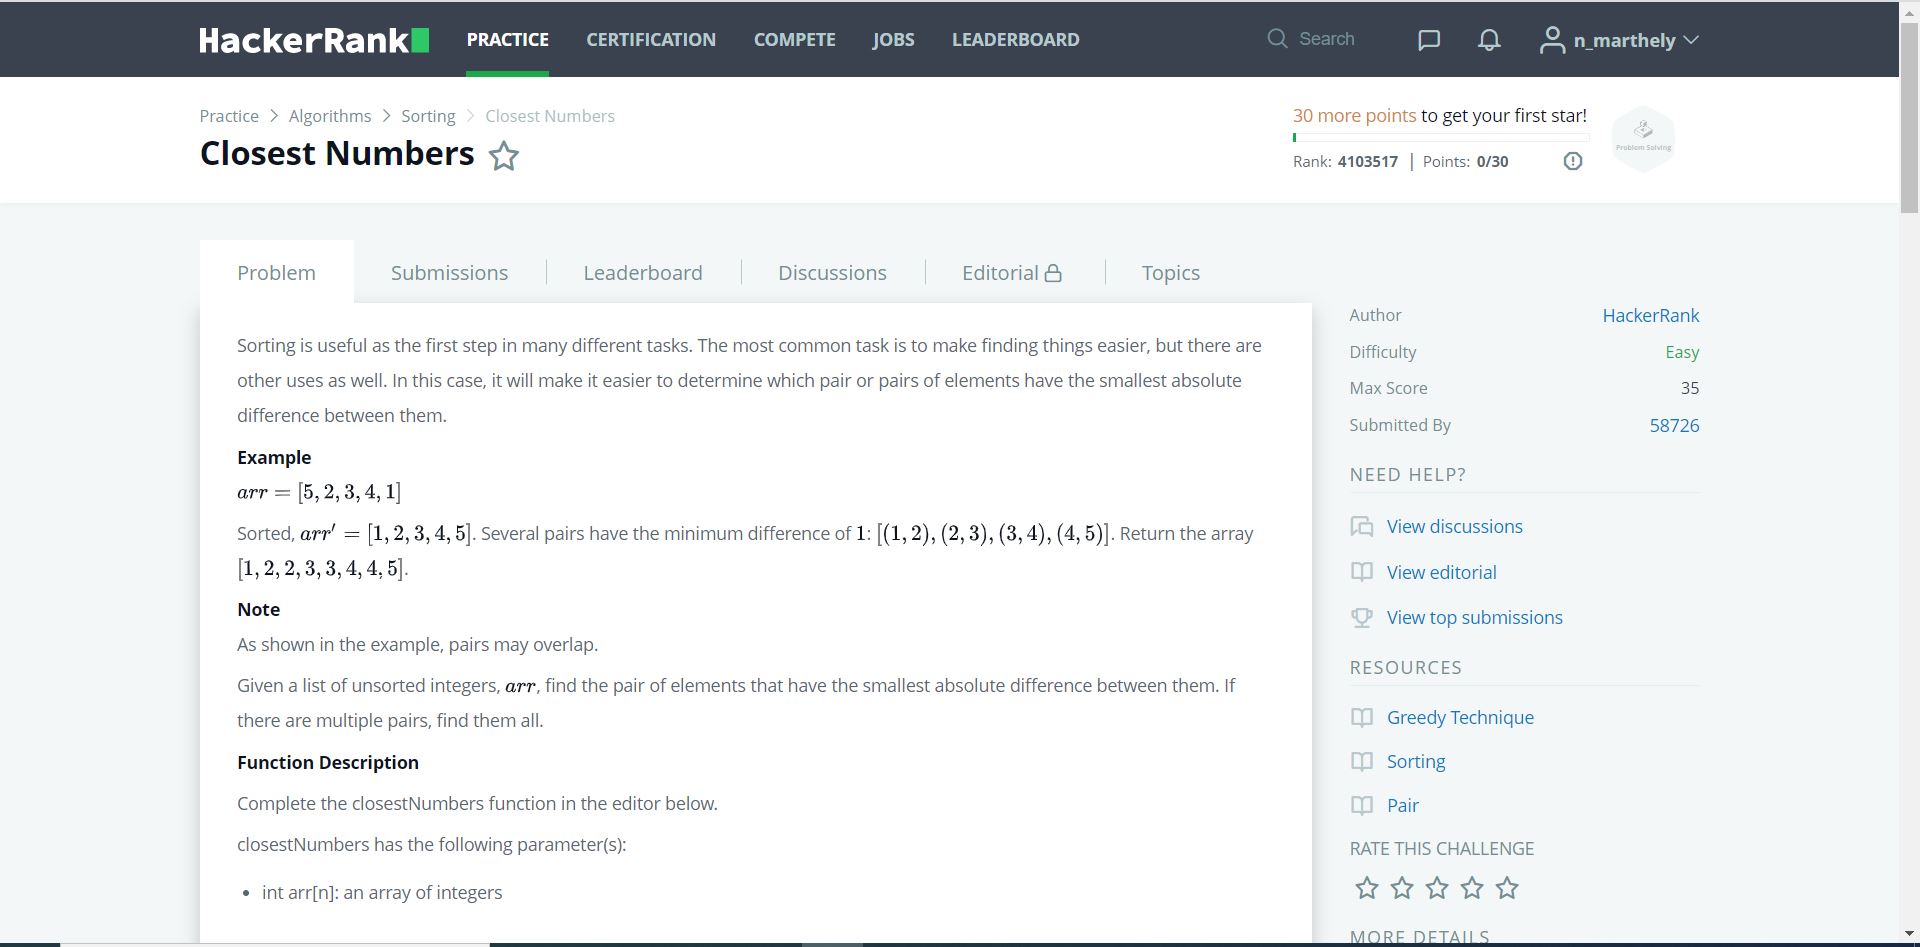 HackerRank
PRACTICE CERTIFICATION COMPETE JOBS LEADERBOARD
Search
n_marthely
Practice > Algorithms > Sorting > Closest Numbers
Closest Numbers
30 more points to get your first star!
Rank: 4103517 | Points: 0/30
Problem Solving
Problem Submissions Leaderboard Discussions Editorial Topics
Sorting is useful as the first step in many different tasks. The most common task is to make finding things easier, but there are
other uses as well. In this case, it will make it easier to determine which pair or pairs of elements have the smallest absolute
difference between them.
Example
arr = [5, 2, 3, 4, 1]
Sorted, arr′ = [1, 2, 3, 4, 5]. Several pairs have the minimum difference of 1: [(1, 2), (2, 3), (3, 4), (4, 5)]. Return the array
[1, 2, 2, 3, 3, 4, 4, 5].
Note
As shown in the example, pairs may overlap.
Given a list of unsorted integers, arr, find the pair of elements that have the smallest absolute difference between them. If
there are multiple pairs, find them all.
Function Description
Complete the closestNumbers function in the editor below.
closestNumbers has the following parameter(s):
• int arr[n]: an array of integers
Author HackerRank
Difficulty Easy
Max Score 35
Submitted By 58726
NEED HELP?
View discussions
View editorial
View top submissions
RESOURCES
Greedy Technique
Sorting
Pair
RATE THIS CHALLENGE
MORE DETAILS